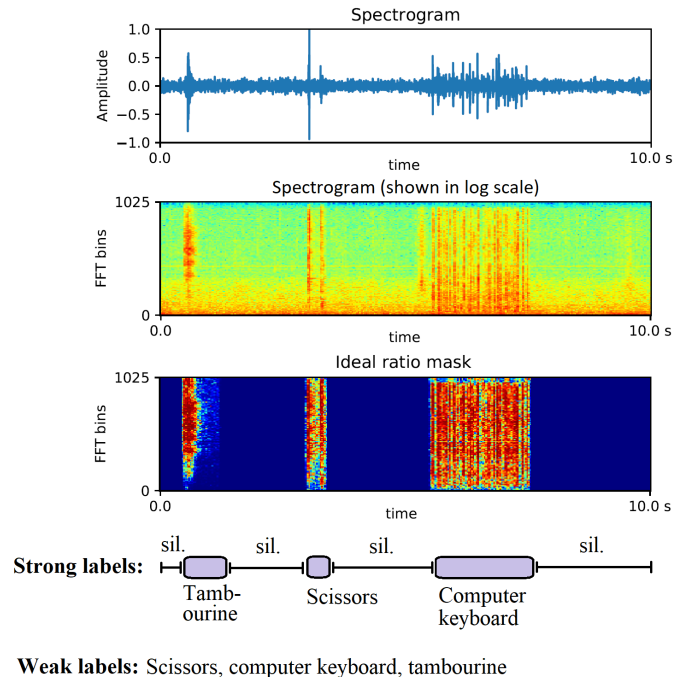 Spectrogram
1.0
0.5
0.0
−0.5
−1.0
Amplitude
0.0
time
10.0 s
Spectrogram (shown in log scale)
1025
FFT bins
0
0.0
time
10.0 s
Ideal ratio mask
1025
FFT bins
0
0.0
time
10.0 s
sil. sil. sil. sil.
Strong labels:
Tamb-
ourine
Scissors
Computer
keyboard
Weak labels: Scissors, computer keyboard, tambourine